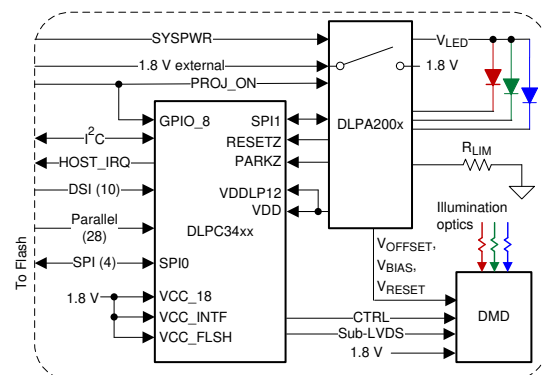 SYSPWR
1.8 V external
PROJ_ON
VLED
1.8 V
DLPA200x
GPIO_8
SPI1
I2C
RESETZ
HOST_IRQ
PARKZ
RLIM
DSI (10)
VDDLP12
VDD
Parallel
(28)
DLPC34xx
Illumination
optics
To Flash
SPI (4)
SPI0
VOFFSET,
VBIAS,
VRESET
1.8 V
VCC_18
VCC_INTF
VCC_FLSH
CTRL
Sub-LVDS
1.8 V
DMD